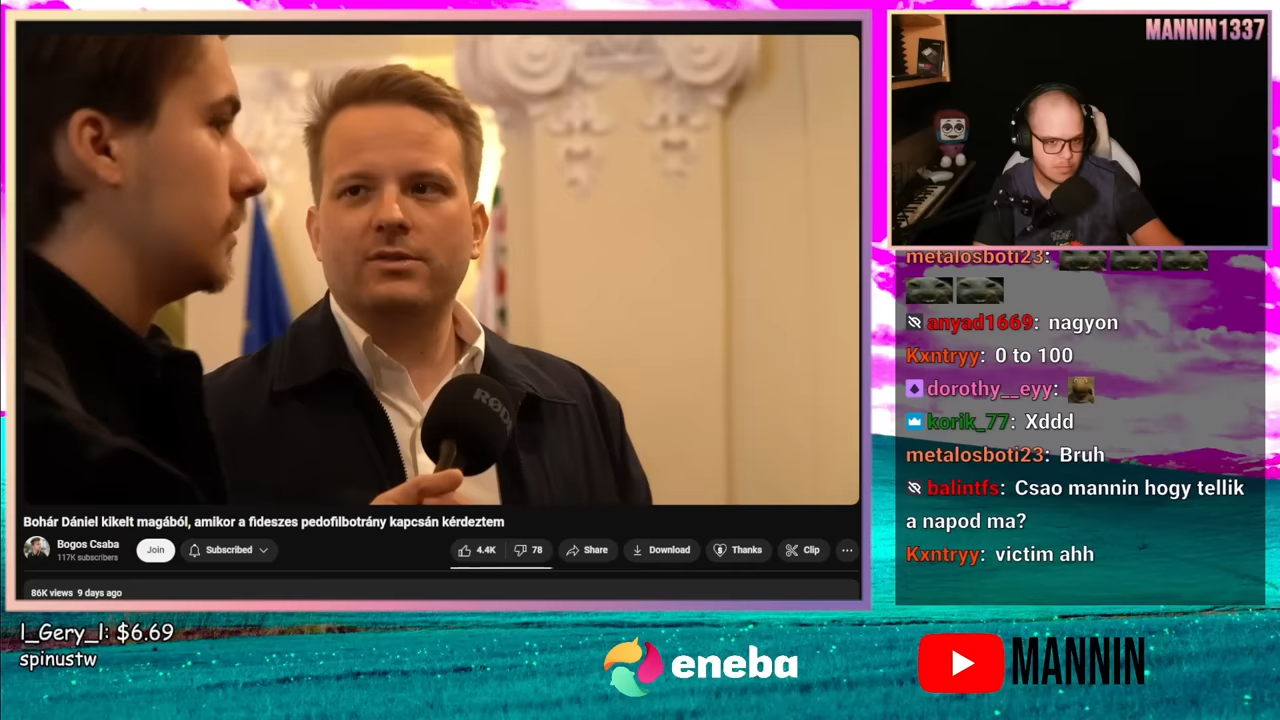 MANNIN1337
RØDE
Bohár Dániel kikelt magából, amikor a fideszes pedofilbotrány kapcsán kérdeztem
Bogos Csaba
117K subscribers
Join
Subscribed
4.4K
78
Share
Download
Thanks
Clip
86K views 9 days ago
metalosboti23:
anyad1669: nagyon
Kxntryy: 0 to 100
dorothy__eyy:
korik_77: Xddd
metalosboti23: Bruh
balintfs: Csao mannin hogy tellik
a napod ma?
Kxntryy: victim ahh
l_Gery_l: $6.69
spinustw
eneba
MANNIN